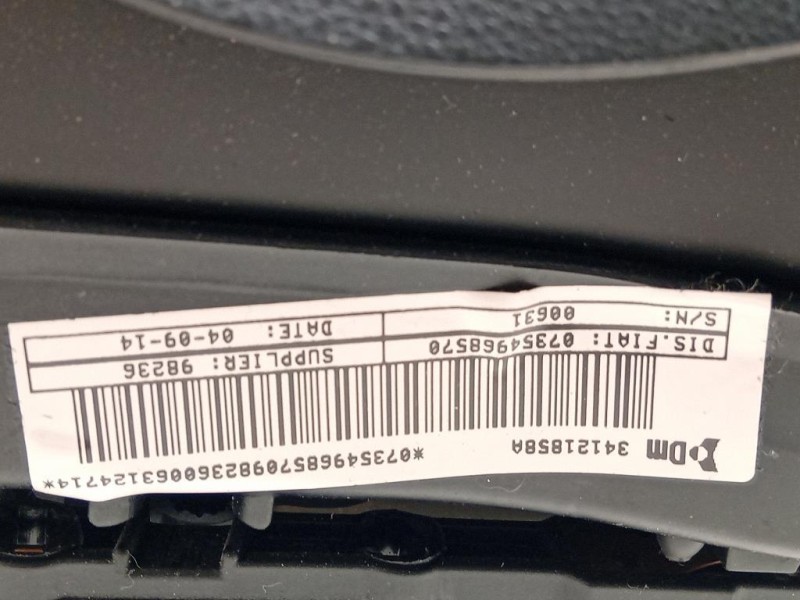 Dm 34121858A *07354968570982360063124714*
DIS.FIAT: 07354968570 SUPPLIER: 98236
S/N: 00631 DATE: 04-09-14